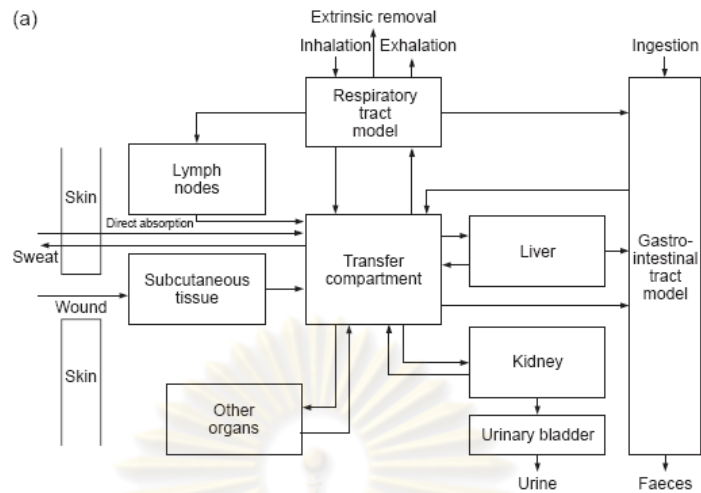 (a)
Extrinsic removal
Inhalation
Exhalation
Ingestion
Respiratory
tract
model
Lymph
nodes
Skin
Direct absorption
Sweat
Transfer
compartment
Liver
Gastro-
intestinal
tract
model
Subcutaneous
tissue
Wound
Skin
Kidney
Other
organs
Urinary bladder
Urine
Faeces